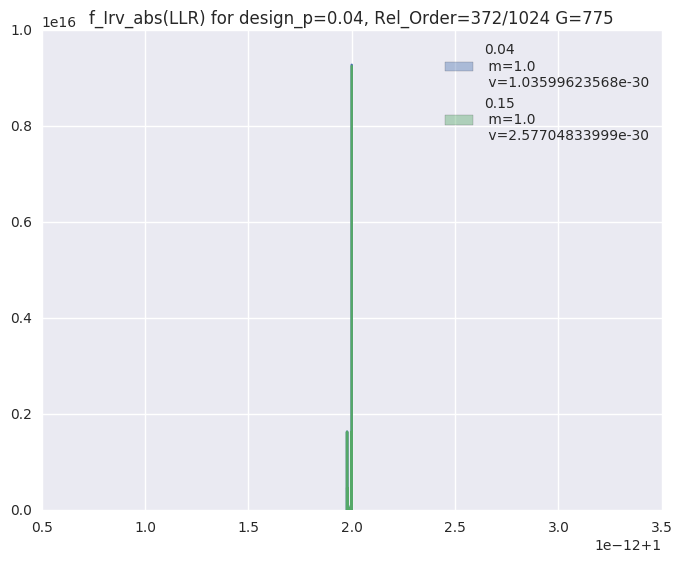 f_Irv_abs(LLR) for design_p=0.04, Rel_Order=372/1024 G=775
1e16
1.0
0.8
0.6
0.4
0.2
0.0
0.04
m=1.0
v=1.03599623568e-30
0.15
m=1.0
v=2.57704833999e-30
0.5 1.0 1.5 2.0 2.5 3.0 3.5
1e−12+1